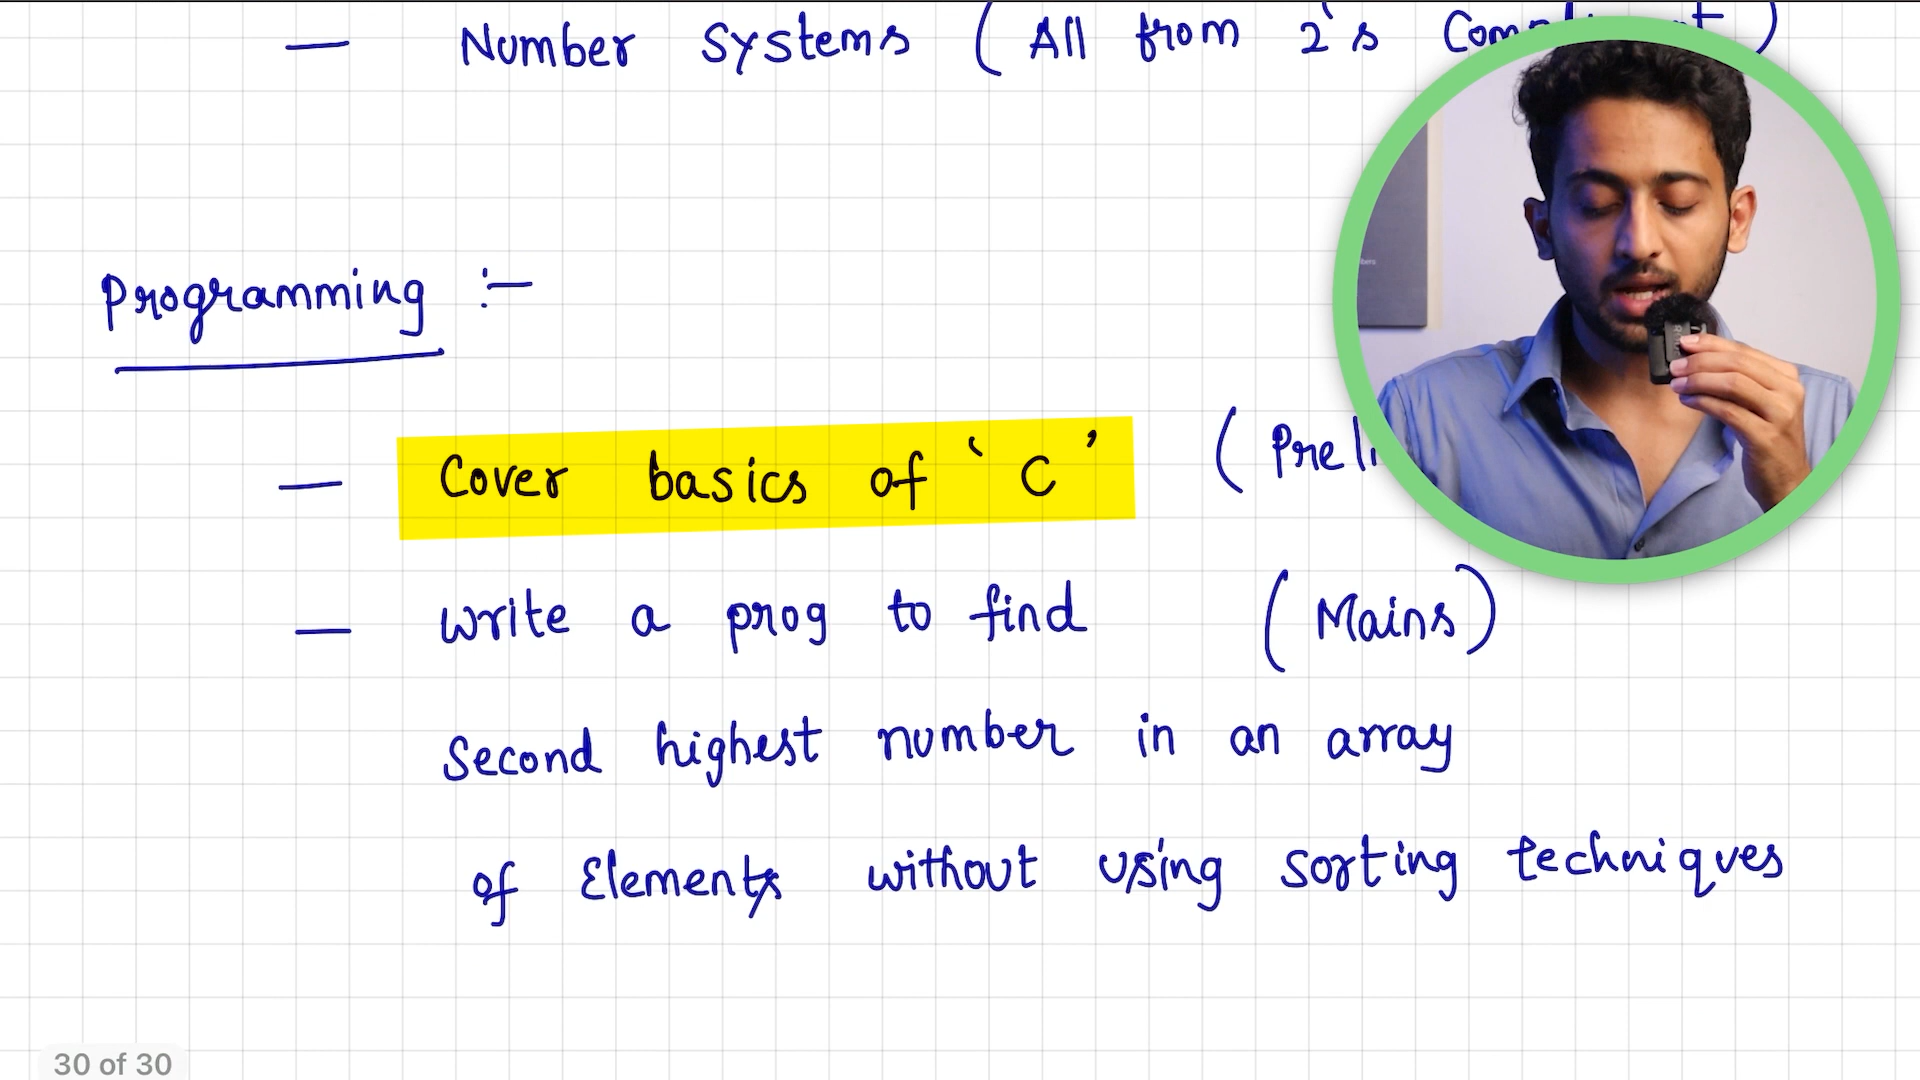 — Number Systems ( All from 2's )
Programming :-
— Cover basics of ' C ' (
— write a prog to find ( Mains )
Second highest number in an array
of Elements without using sorting techniques
30 of 30